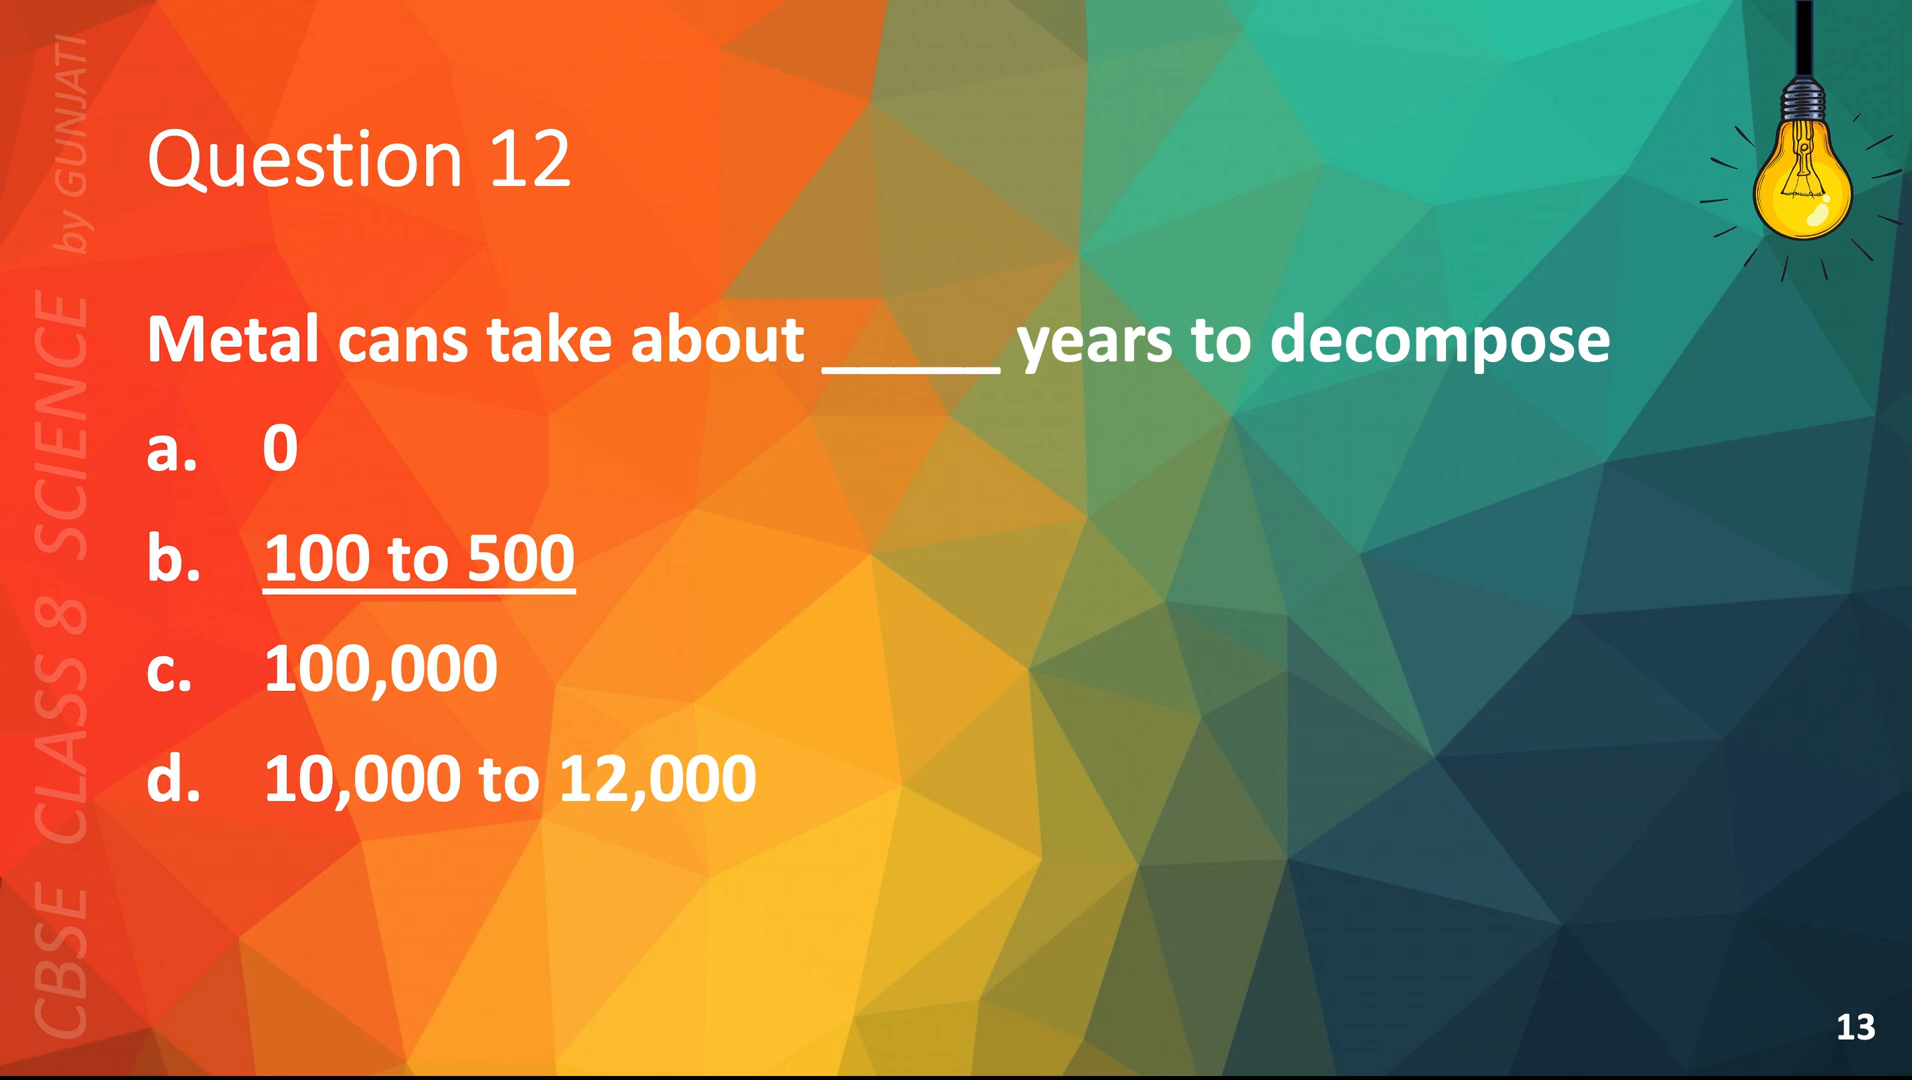 CBSE CLASS 8 SCIENCE by GUNJATI
Question 12
Metal cans take about _____ years to decompose
a. 0
b. 100 to 500
c. 100,000
d. 10,000 to 12,000
13